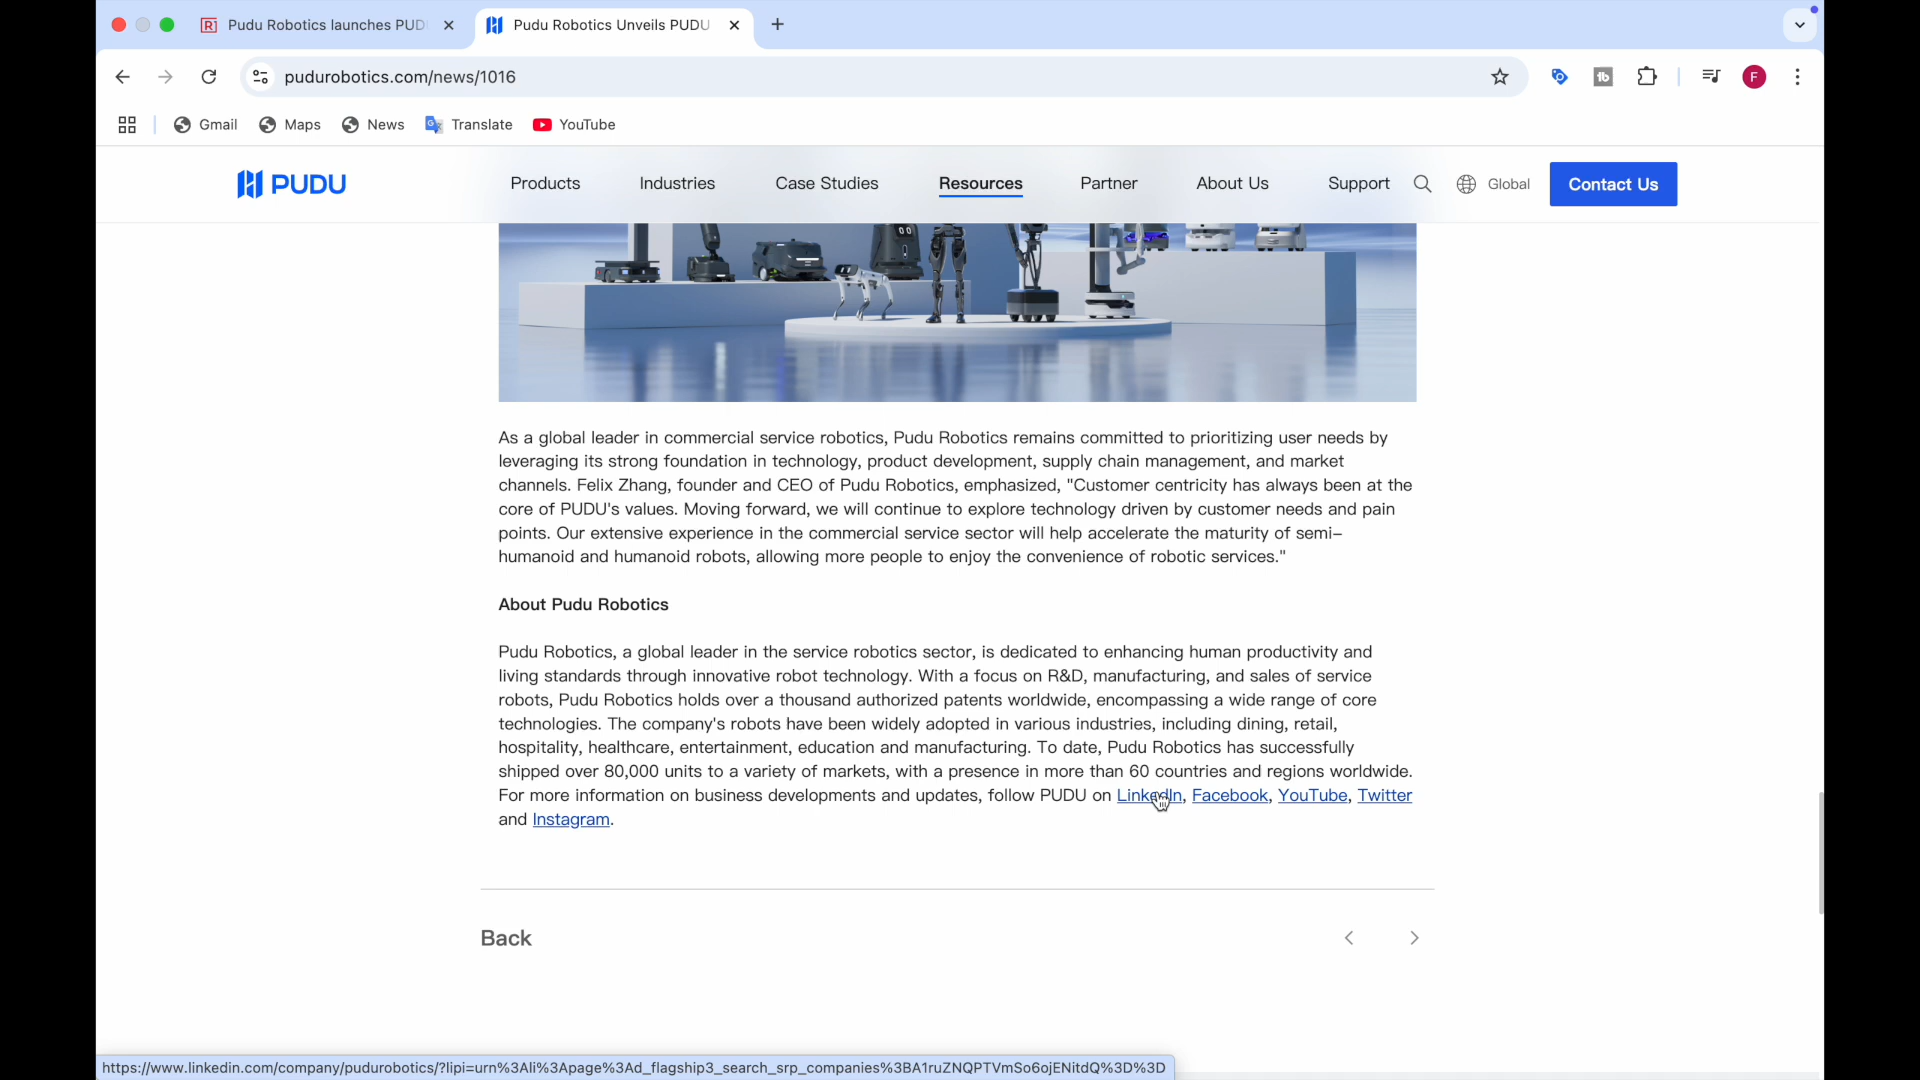 Pudu Robotics launches PUD
Pudu Robotics Unveils PUDU
pudurobotics.com/news/1016
F
Gmail
Maps
News
Translate
YouTube
PUDU
Products
Industries
Case Studies
Resources
Partner
About Us
Support
Global
Contact Us
As a global leader in commercial service robotics, Pudu Robotics remains committed to prioritizing user needs by
leveraging its strong foundation in technology, product development, supply chain management, and market
channels. Felix Zhang, founder and CEO of Pudu Robotics, emphasized, "Customer centricity has always been at the
core of PUDU's values. Moving forward, we will continue to explore technology driven by customer needs and pain
points. Our extensive experience in the commercial service sector will help accelerate the maturity of semi-
humanoid and humanoid robots, allowing more people to enjoy the convenience of robotic services."
About Pudu Robotics
Pudu Robotics, a global leader in the service robotics sector, is dedicated to enhancing human productivity and
living standards through innovative robot technology. With a focus on R&D, manufacturing, and sales of service
robots, Pudu Robotics holds over a thousand authorized patents worldwide, encompassing a wide range of core
technologies. The company's robots have been widely adopted in various industries, including dining, retail,
hospitality, healthcare, entertainment, education and manufacturing. To date, Pudu Robotics has successfully
shipped over 80,000 units to a variety of markets, with a presence in more than 60 countries and regions worldwide.
For more information on business developments and updates, follow PUDU on LinkedIn, Facebook, YouTube, Twitter
and Instagram.
Back
https://www.linkedin.com/company/pudurobotics/?lipi=urn%3Ali%3Apage%3Ad_flagship3_search_srp_companies%3BA1ruZNQPTVmSo6ojENitdQ%3D%3D